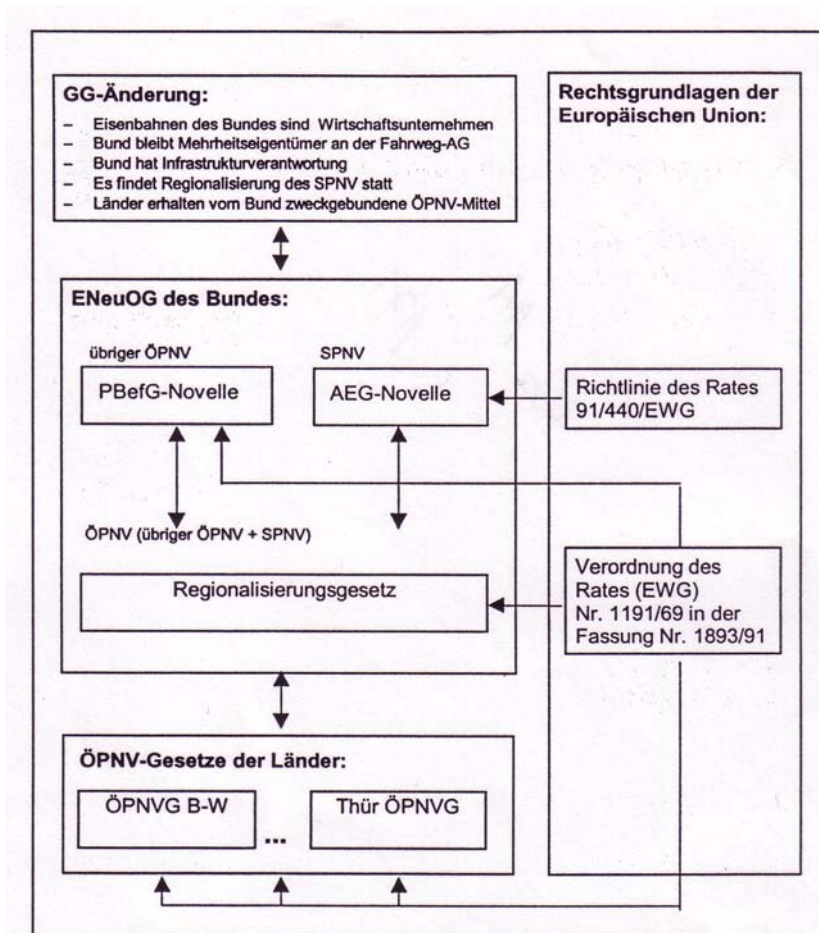 GG-Änderung:
– Eisenbahnen des Bundes sind Wirtschaftsunternehmen
– Bund bleibt Mehrheitseigentümer an der Fahrweg-AG
– Bund hat Infrastrukturverantwortung
– Es findet Regionalisierung des SPNV statt
– Länder erhalten vom Bund zweckgebundene ÖPNV-Mittel
Rechtsgrundlagen der
Europäischen Union:
ENeuOG des Bundes:
übriger ÖPNV
SPNV
PBefG-Novelle
AEG-Novelle
Richtlinie des Rates
91/440/EWG
ÖPNV (übriger ÖPNV + SPNV)
Regionalisierungsgesetz
Verordnung des
Rates (EWG)
Nr. 1191/69 in der
Fassung Nr. 1893/91
ÖPNV-Gesetze der Länder:
ÖPNVG B-W
...
Thür ÖPNVG